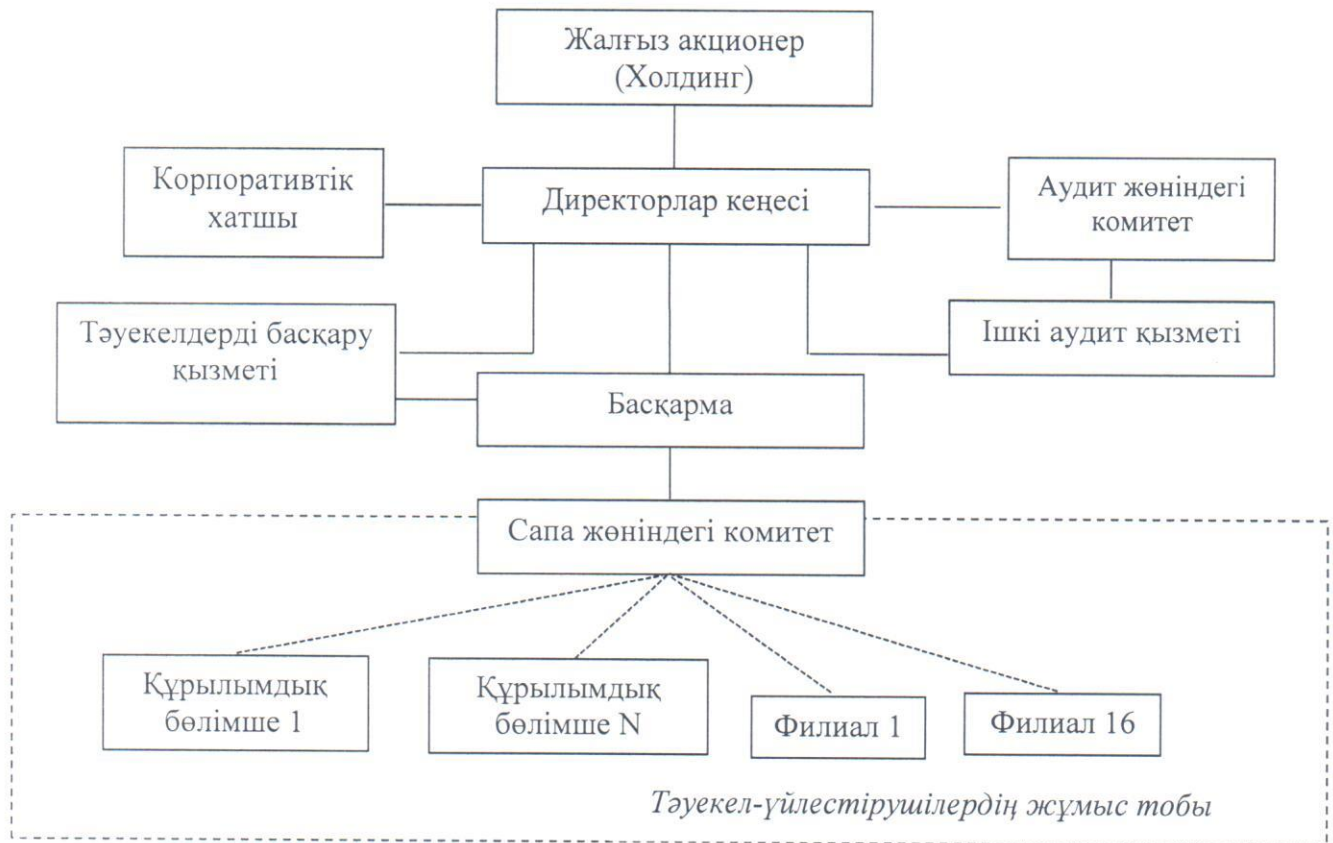 Жалғыз акционер
(Холдинг)
Корпоративтік
хатшы
Директорлар кеңесі
Аудит жөніндегі
комитет
Тәуекелдерді басқару
қызметі
Ішкі аудит қызметі
Басқарма
Сапа жөніндегі комитет
Құрылымдық
бөлімше 1
Құрылымдық
бөлімше N
Филиал 1
Филиал 16
Тәуекел-үйлестірушілердің жұмыс тобы